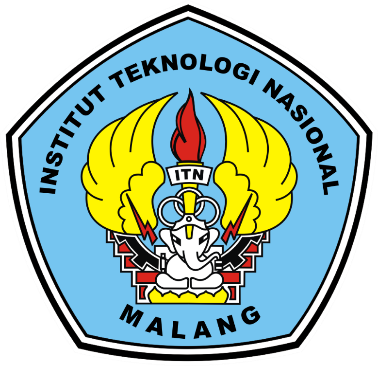 INSTITUT TEKNOLOGI NASIONAL
ITN
MALANG